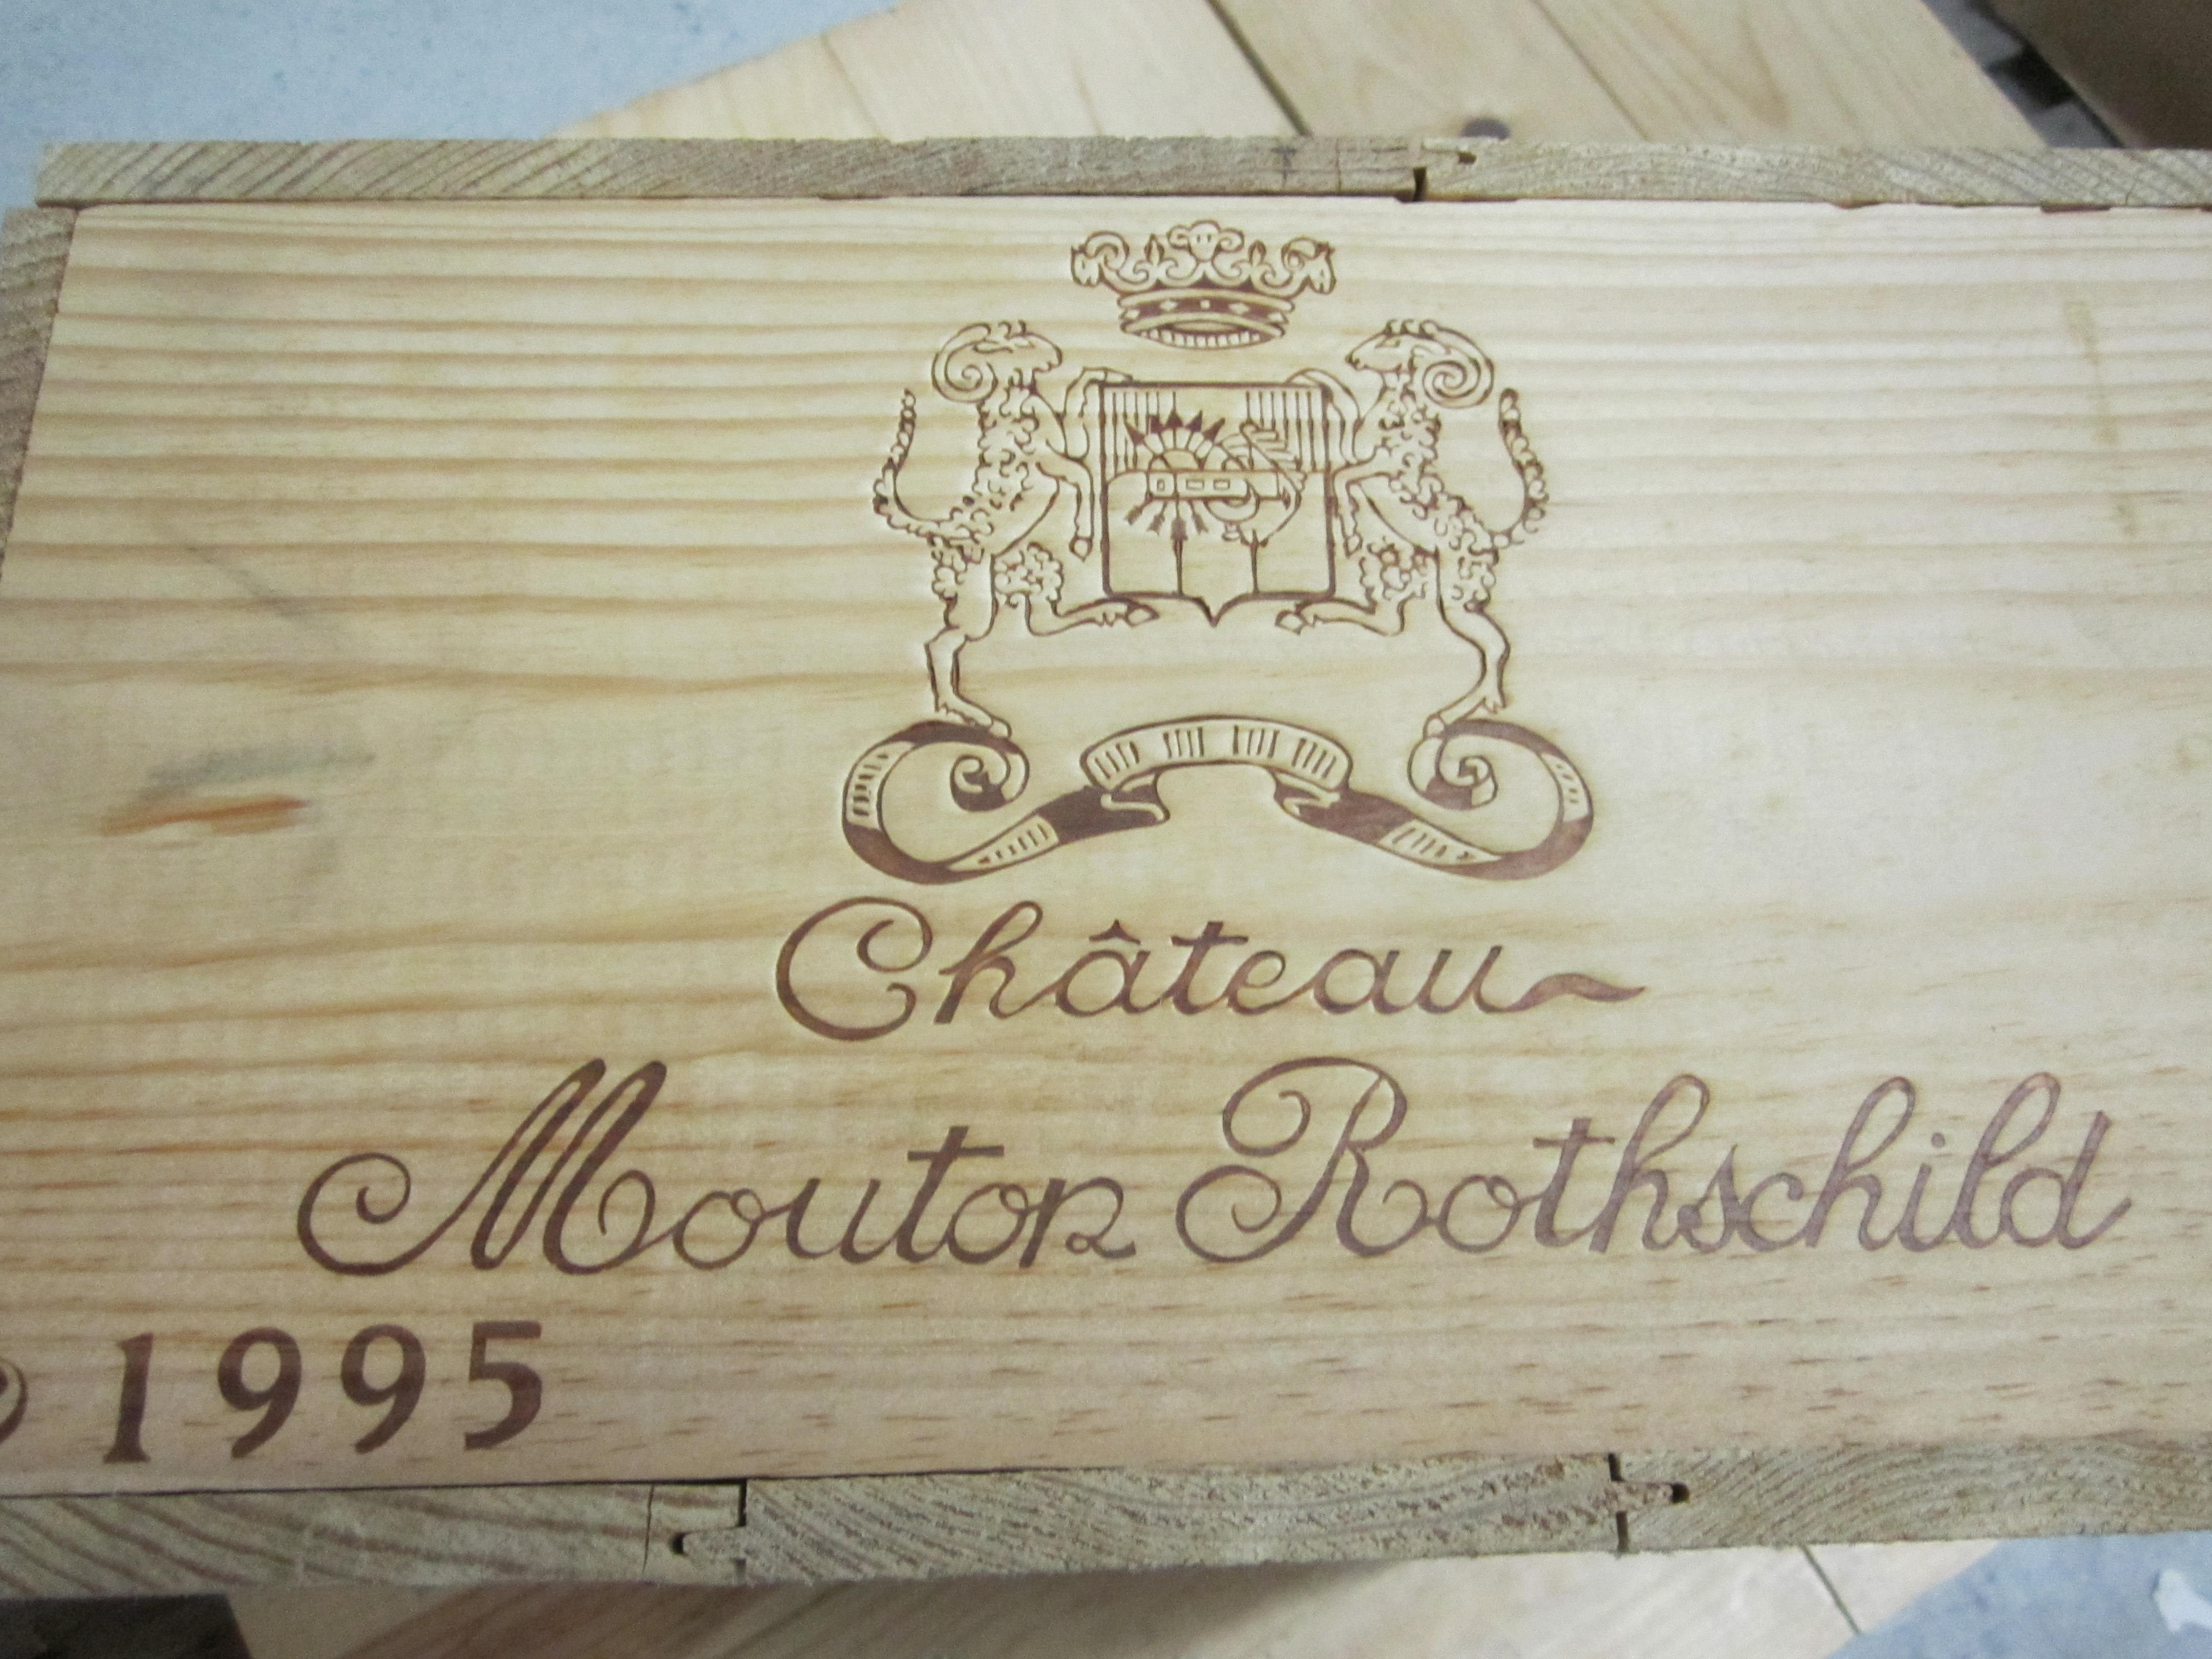 Château
Mouton Rothschild
1995